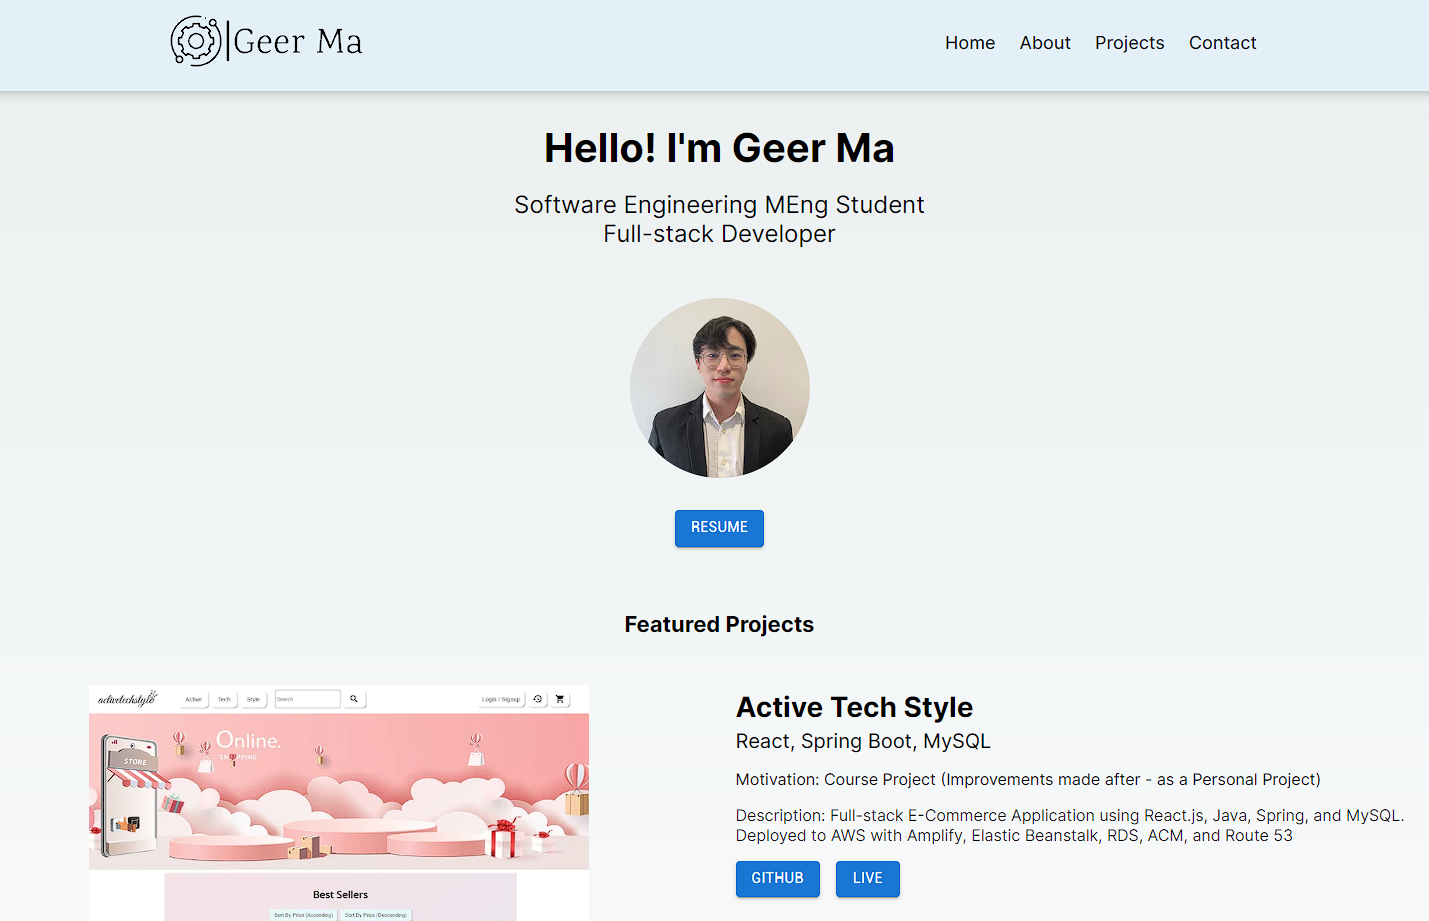 Geer Ma
Home About Projects Contact
Hello! I'm Geer Ma
Software Engineering MEng Student
Full-stack Developer
RESUME
Featured Projects
activetechstyle Active Tech Style Search Login / Signup
Online.
SHOPPING
STORE
Best Sellers
Sort By Price (Ascending) Sort By Price (Descending)
Active Tech Style
React, Spring Boot, MySQL
Motivation: Course Project (Improvements made after - as a Personal Project)
Description: Full-stack E-Commerce Application using React.js, Java, Spring, and MySQL.
Deployed to AWS with Amplify, Elastic Beanstalk, RDS, ACM, and Route 53
GITHUB LIVE